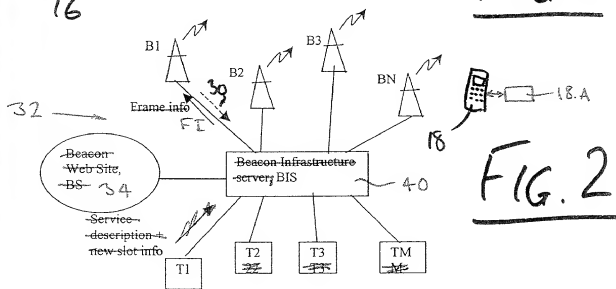 16
B1
B2
B3
BN
39
Frame info
FI
32
18
18.A
Beacon
Web Site,
BS 34
Beacon Infrastructure
server, BIS
40
FIG. 2
Service
description +
new slot info
T1
T2
T3
TM